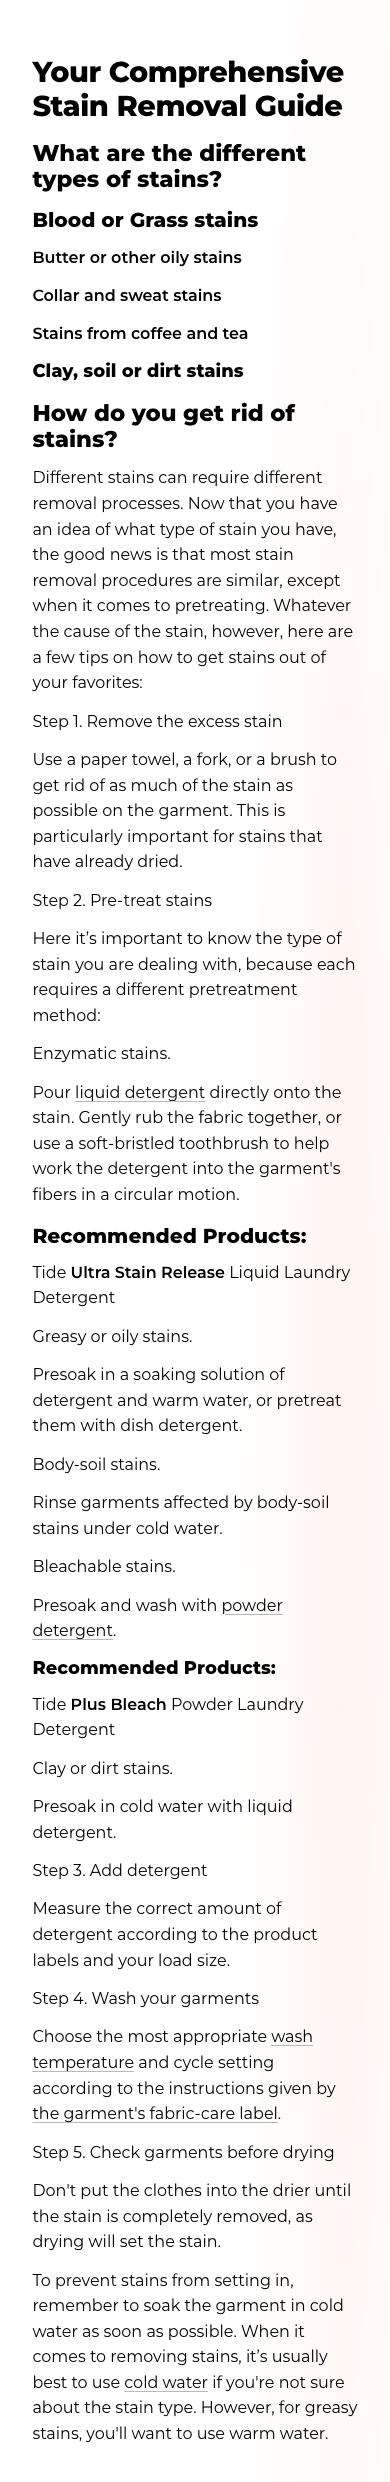 Your Comprehensive
Stain Removal Guide
What are the different
types of stains?
Blood or Grass stains
Butter or other oily stains
Collar and sweat stains
Stains from coffee and tea
Clay, soil or dirt stains
How do you get rid of
stains?
Different stains can require different
removal processes. Now that you have
an idea of what type of stain you have,
the good news is that most stain
removal procedures are similar, except
when it comes to pretreating. Whatever
the cause of the stain, however, here are
a few tips on how to get stains out of
your favorites:
Step 1. Remove the excess stain
Use a paper towel, a fork, or a brush to
get rid of as much of the stain as
possible on the garment. This is
particularly important for stains that
have already dried.
Step 2. Pre-treat stains
Here it’s important to know the type of
stain you are dealing with, because each
requires a different pretreatment
method:
Enzymatic stains.
Pour liquid detergent directly onto the
stain. Gently rub the fabric together, or
use a soft-bristled toothbrush to help
work the detergent into the garment's
fibers in a circular motion.
Recommended Products:
Tide Ultra Stain Release Liquid Laundry
Detergent
Greasy or oily stains.
Presoak in a soaking solution of
detergent and warm water, or pretreat
them with dish detergent.
Body-soil stains.
Rinse garments affected by body-soil
stains under cold water.
Bleachable stains.
Presoak and wash with powder
detergent.
Recommended Products:
Tide Plus Bleach Powder Laundry
Detergent
Clay or dirt stains.
Presoak in cold water with liquid
detergent.
Step 3. Add detergent
Measure the correct amount of
detergent according to the product
labels and your load size.
Step 4. Wash your garments
Choose the most appropriate wash
temperature and cycle setting
according to the instructions given by
the garment's fabric-care label.
Step 5. Check garments before drying
Don't put the clothes into the drier until
the stain is completely removed, as
drying will set the stain.
To prevent stains from setting in,
remember to soak the garment in cold
water as soon as possible. When it
comes to removing stains, it’s usually
best to use cold water if you're not sure
about the stain type. However, for greasy
stains, you'll want to use warm water.